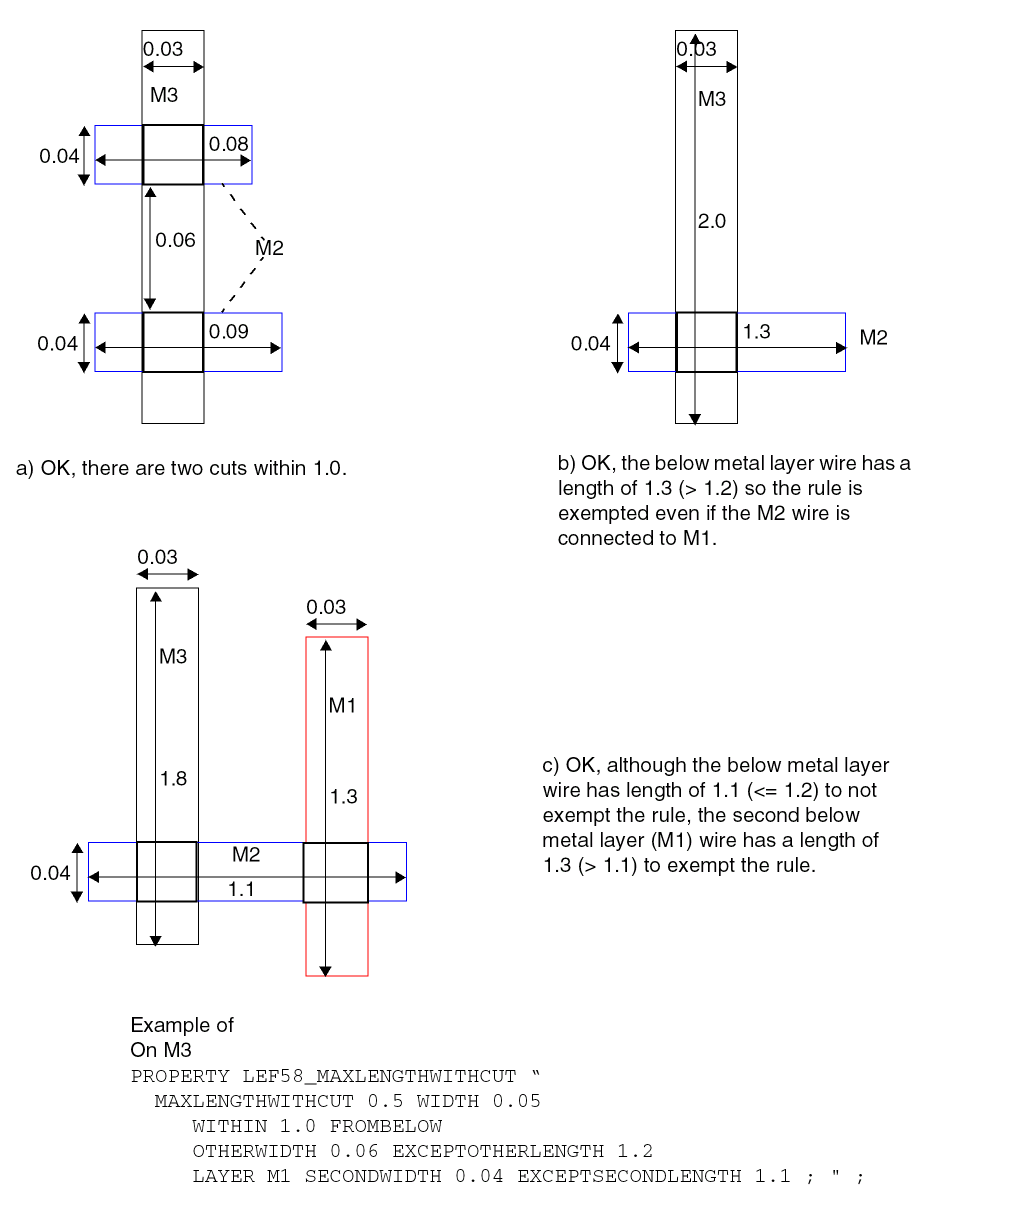 0.03
M3
0.04
0.08
0.06
M2
0.04
0.09
a) OK, there are two cuts within 1.0.
0.03
M3
2.0
0.04
1.3
M2
b) OK, the below metal layer wire has a
length of 1.3 (> 1.2) so the rule is
exempted even if the M2 wire is
connected to M1.
0.03
M3
1.8
0.03
M1
1.3
0.04
M2
1.1
c) OK, although the below metal layer
wire has length of 1.1 (<= 1.2) to not
exempt the rule, the second below
metal layer (M1) wire has a length of
1.3 (> 1.1) to exempt the rule.
Example of
On M3
PROPERTY LEF58_MAXLENGTHWITHCUT “
MAXLENGTHWITHCUT 0.5 WIDTH 0.05
WITHIN 1.0 FROMBELOW
OTHERWIDTH 0.06 EXCEPTOTHERLENGTH 1.2
LAYER M1 SECONDWIDTH 0.04 EXCEPTSECONDLENGTH 1.1 ; " ;